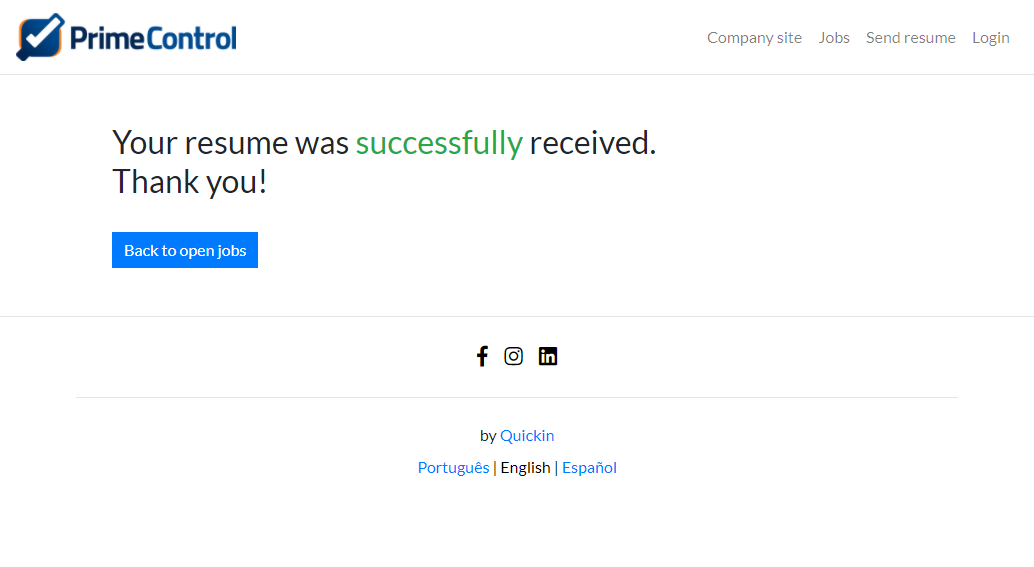 PrimeControl
Company site Jobs Send resume Login
Your resume was successfully received.
Thank you!
Back to open jobs
by Quickin
Português | English | Español